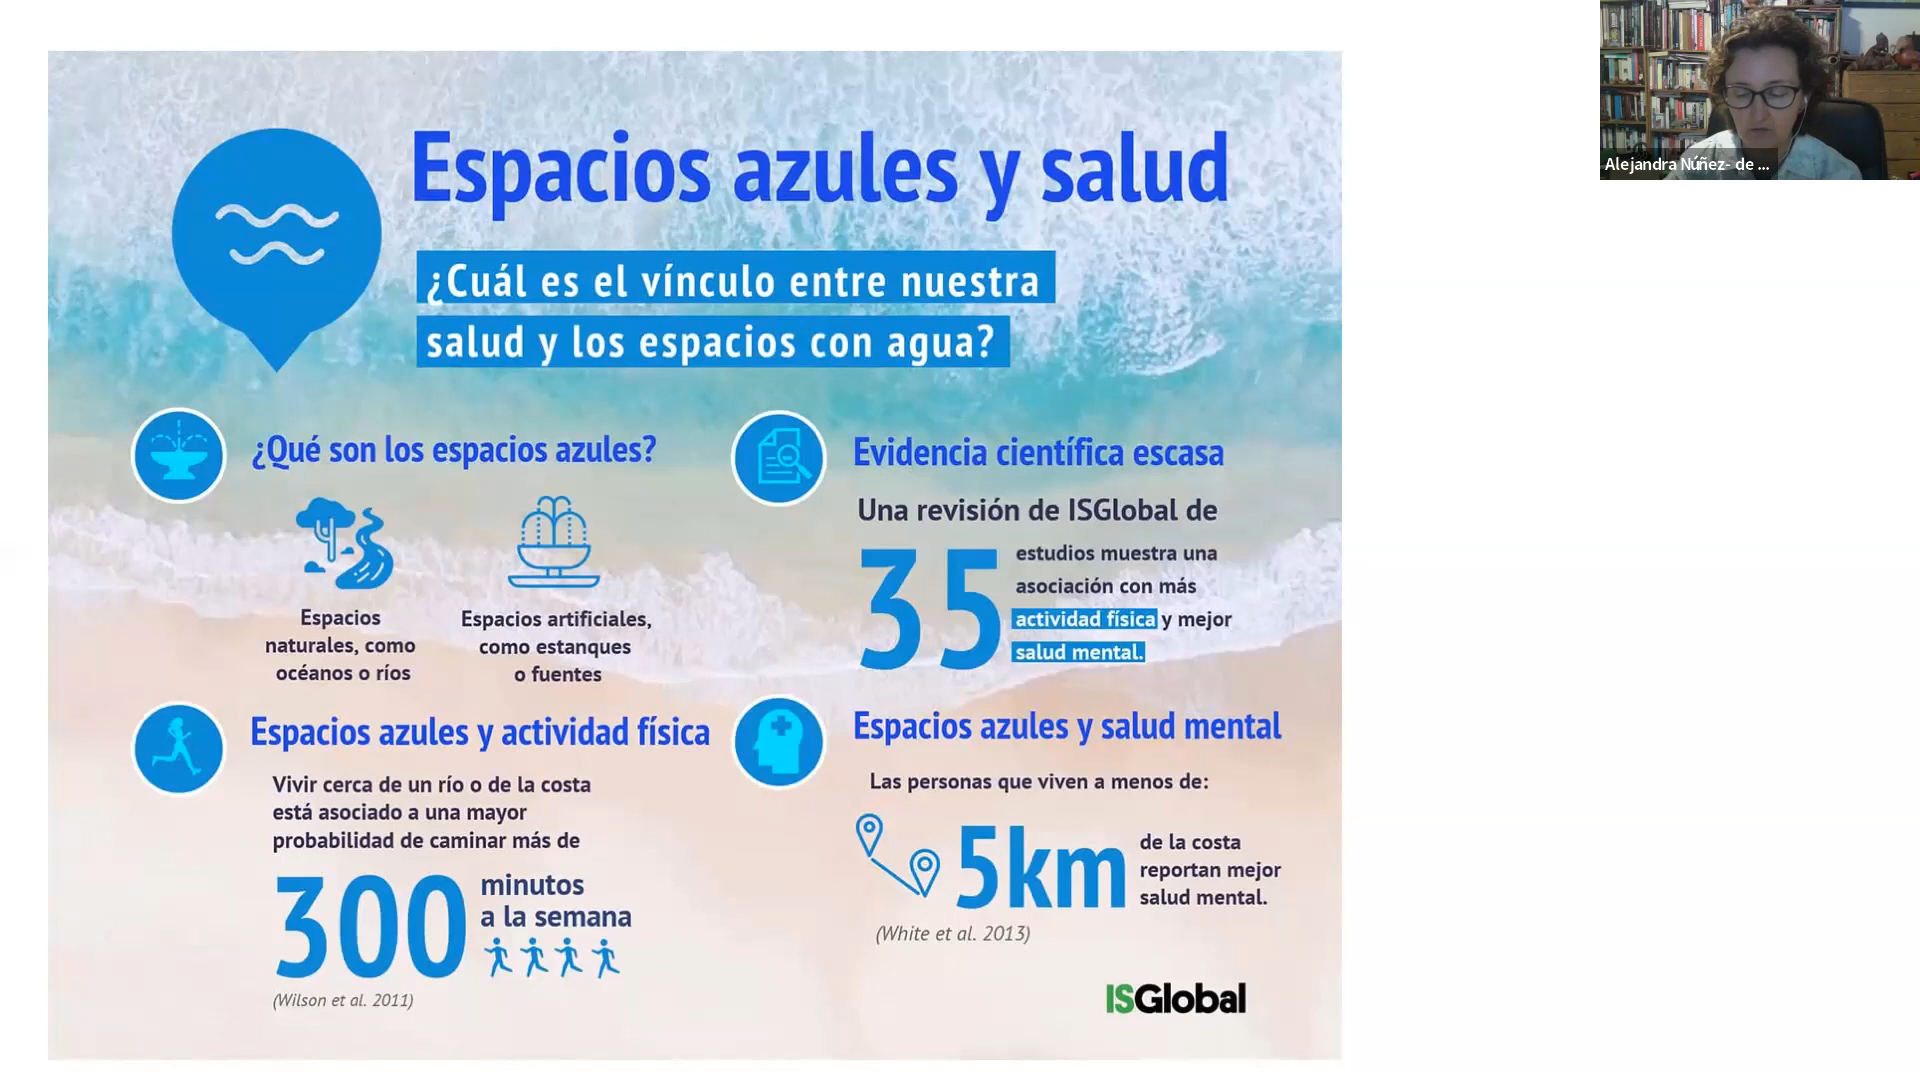 Espacios azules y salud
¿Cuál es el vínculo entre nuestra
salud y los espacios con agua?
¿Qué son los espacios azules?
Espacios
naturales, como
océanos o ríos
Espacios artificiales,
como estanques
o fuentes
Evidencia científica escasa
Una revisión de ISGlobal de
35
estudios muestra una
asociación con más
actividad física y mejor
salud mental.
Espacios azules y actividad física
Vivir cerca de un río o de la costa
está asociado a una mayor
probabilidad de caminar más de
300
minutos
a la semana
(Wilson et al. 2011)
Espacios azules y salud mental
Las personas que viven a menos de:
5km
de la costa
reportan mejor
salud mental.
(White et al. 2013)
ISGlobal
Alejandra Núñez- de ...